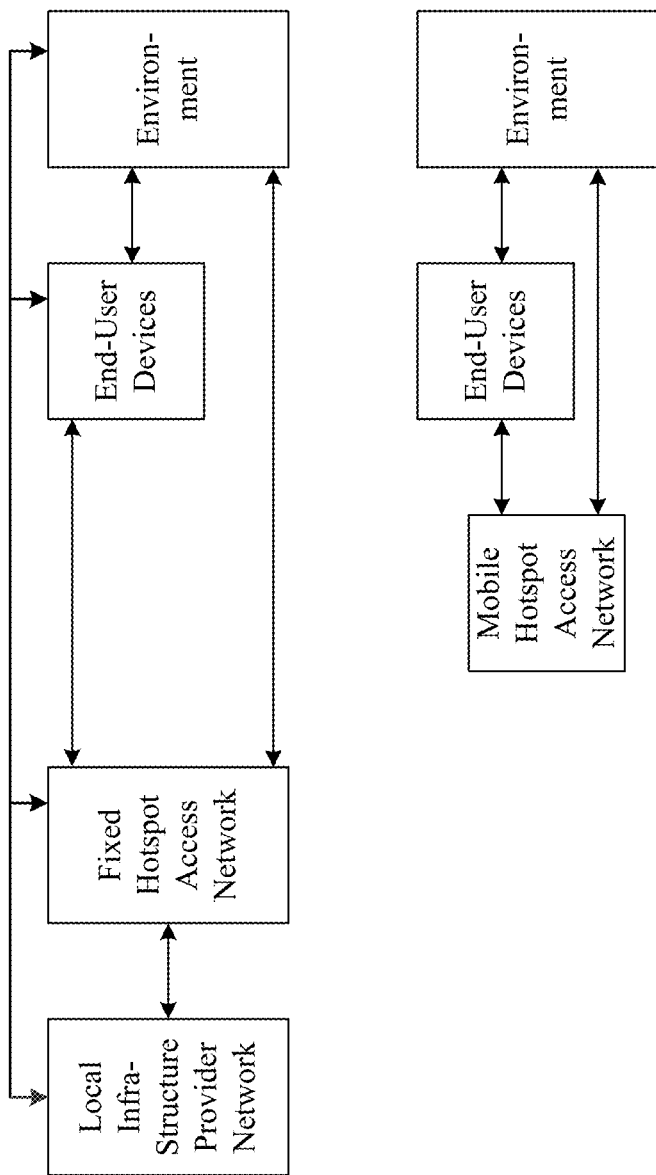 Local
Infra-
Structure
Provider
Network
Fixed
Hotspot
Access
Network
End-User
Devices
Environ-
ment
Mobile
Hotspot
Access
Network
End-User
Devices
Environ-
ment